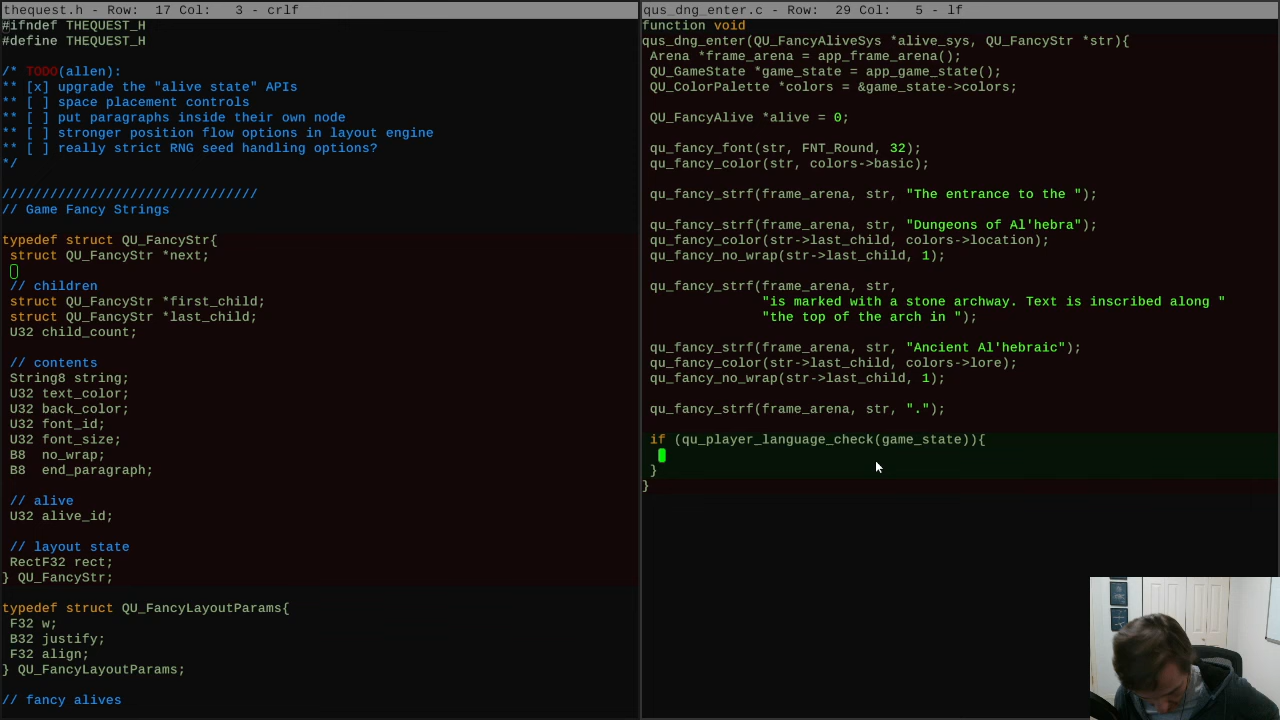 thequest.h - Row:  17 Col:   3 - crlf
#ifndef THEQUEST_H
#define THEQUEST_H
/* TODO(allen):
** [x] upgrade the "alive state" APIs
** [ ] space placement controls
** [ ] put paragraphs inside their own node
** [ ] stronger position flow options in layout engine
** [ ] really strict RNG seed handling options?
*/
////////////////////////////////
// Game Fancy Strings
typedef struct QU_FancyStr{
struct QU_FancyStr *next;
// children
struct QU_FancyStr *first_child;
struct QU_FancyStr *last_child;
U32 child_count;
// contents
String8 string;
U32 text_color;
U32 back_color;
U32 font_id;
U32 font_size;
B8  no_wrap;
B8  end_paragraph;
// alive
U32 alive_id;
// layout state
RectF32 rect;
} QU_FancyStr;
typedef struct QU_FancyLayoutParams{
F32 w;
B32 justify;
F32 align;
} QU_FancyLayoutParams;
// fancy alives
qus_dng_enter.c - Row:  29 Col:   5 - lf
function void
qus_dng_enter(QU_FancyAliveSys *alive_sys, QU_FancyStr *str){
Arena *frame_arena = app_frame_arena();
QU_GameState *game_state = app_game_state();
QU_ColorPalette *colors = &game_state->colors;
QU_FancyAlive *alive = 0;
qu_fancy_font(str, FNT_Round, 32);
qu_fancy_color(str, colors->basic);
qu_fancy_strf(frame_arena, str, "The entrance to the ");
qu_fancy_strf(frame_arena, str, "Dungeons of Al'hebra");
qu_fancy_color(str->last_child, colors->location);
qu_fancy_no_wrap(str->last_child, 1);
qu_fancy_strf(frame_arena, str,
"is marked with a stone archway. Text is inscribed along "
"the top of the arch in ");
qu_fancy_strf(frame_arena, str, "Ancient Al'hebraic");
qu_fancy_color(str->last_child, colors->lore);
qu_fancy_no_wrap(str->last_child, 1);
qu_fancy_strf(frame_arena, str, ".");
if (qu_player_language_check(game_state)){
}
}